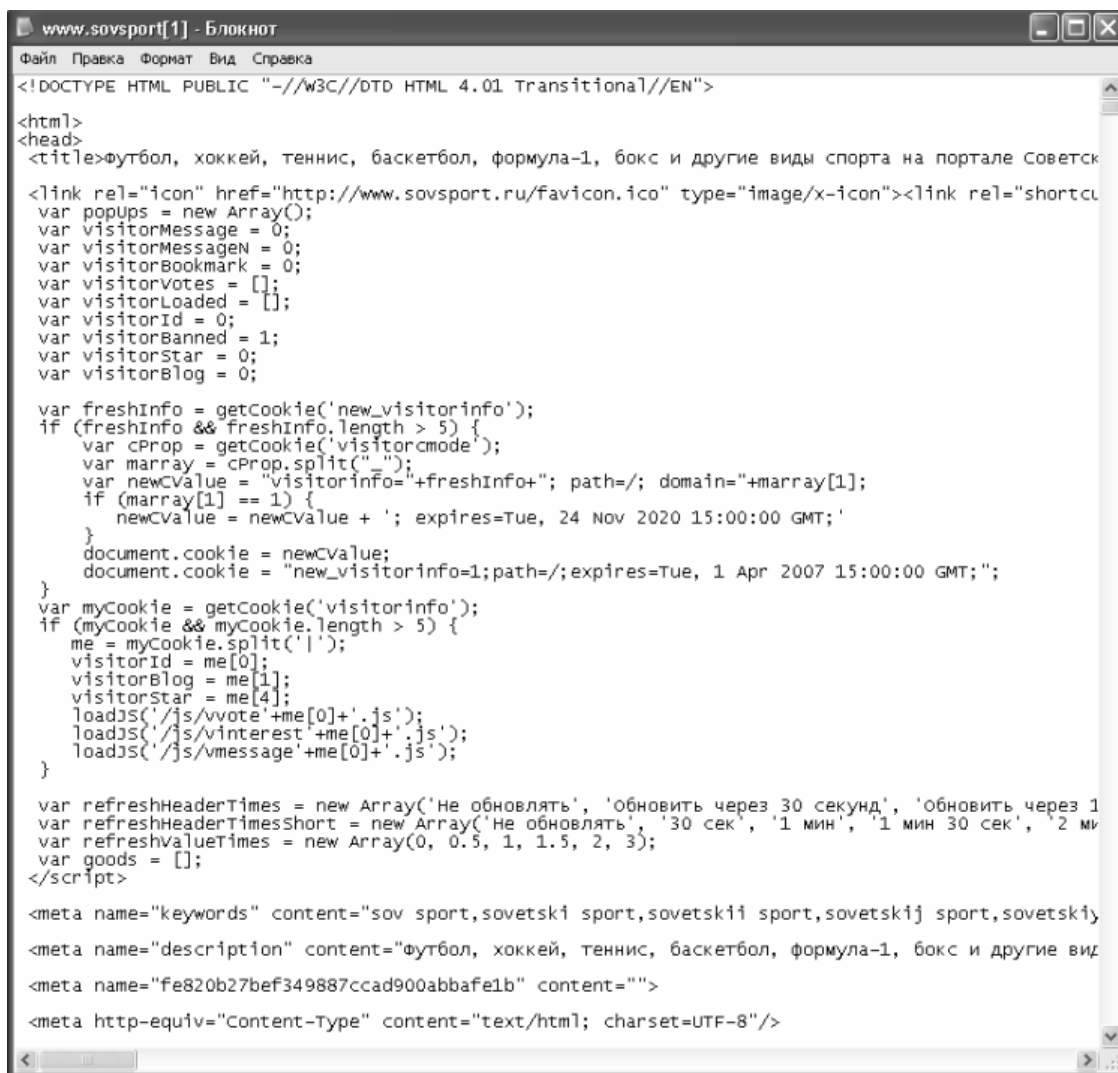 www.sovsport[1] - Блокнот
Файл Правка Формат Вид Справка
<!DOCTYPE HTML PUBLIC "-//W3C//DTD HTML 4.01 Transitional//EN">
<html>
<head>
<title>Футбол, хоккей, теннис, баскетбол, формула-1, бокс и другие виды спорта на портале Советск
<link rel="icon" href="http://www.sovsport.ru/favicon.ico" type="image/x-icon"><link rel="shortcu
var popUps = new Array();
var visitorMessage = 0;
var visitorMessageN = 0;
var visitorBookmark = 0;
var visitorVotes = [];
var visitorLoaded = [];
var visitorId = 0;
var visitorBanned = 1;
var visitorStar = 0;
var visitorBlog = 0;
var freshInfo = getCookie('new_visitorinfo');
if (freshInfo && freshInfo.length > 5) {
var cProp = getCookie('visitorcmode');
var marray = cProp.split("_");
var newCValue = "visitorinfo="+freshInfo+"; path=/; domain="+marray[1];
if (marray[1] == 1) {
newCValue = newCValue + '; expires=Tue, 24 Nov 2020 15:00:00 GMT;'
}
document.cookie = newCValue;
document.cookie = "new_visitorinfo=1;path=/;expires=Tue, 1 Apr 2007 15:00:00 GMT;";
}
var myCookie = getCookie('visitorinfo');
if (myCookie && myCookie.length > 5) {
me = myCookie.split('|');
visitorId = me[0];
visitorBlog = me[1];
visitorStar = me[4];
loadJS('/js/vvote'+me[0]+'.js');
loadJS('/js/vinterest'+me[0]+'.js');
loadJS('/js/vmessage'+me[0]+'.js');
}
var refreshHeaderTimes = new Array('Не обновлять', 'Обновить через 30 секунд', 'Обновить через 1
var refreshHeaderTimesShort = new Array('Не обновлять', '30 сек', '1 мин', '1 мин 30 сек', '2 ми
var refreshValueTimes = new Array(0, 0.5, 1, 1.5, 2, 3);
var goods = [];
</script>
<meta name="keywords" content="sov sport,sovetski sport,sovetskii sport,sovetskij sport,sovetskiy
<meta name="description" content="Футбол, хоккей, теннис, баскетбол, формула-1, бокс и другие вид
<meta name="fe820b27bef349887ccad900abbafe1b" content="">
<meta http-equiv="Content-Type" content="text/html; charset=UTF-8"/>